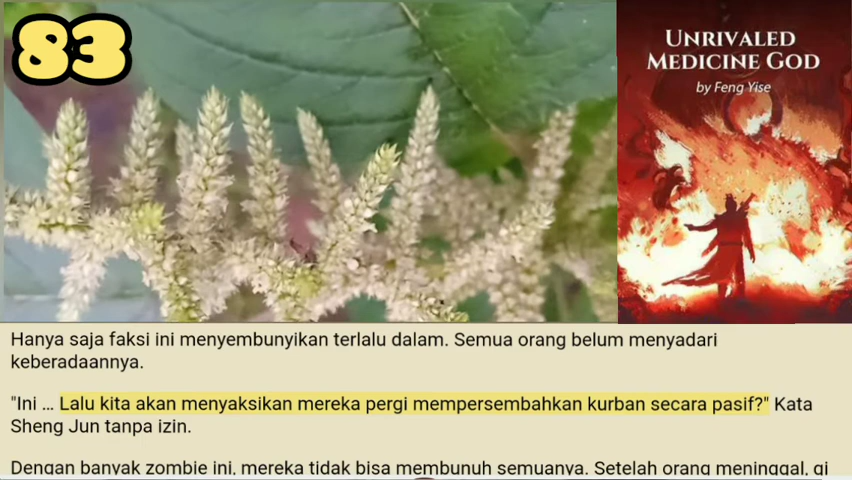 83
UNRIVALED
MEDICINE GOD
by Feng Yise
Hanya saja faksi ini menyembunyikan terlalu dalam. Semua orang belum menyadari
keberadaannya.
"Ini ... Lalu kita akan menyaksikan mereka pergi mempersembahkan kurban secara pasif?" Kata
Sheng Jun tanpa izin.
Dengan banyak zombie ini, mereka tidak bisa membunuh semuanya. Setelah orang meninggal, qi